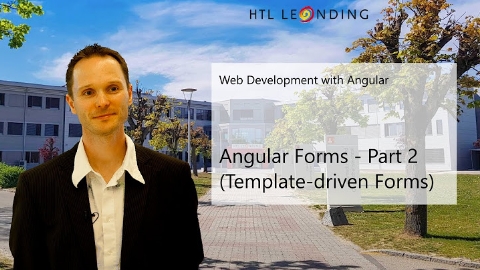 HTL LEONDING
Web Development with Angular
Angular Forms - Part 2
(Template-driven Forms)